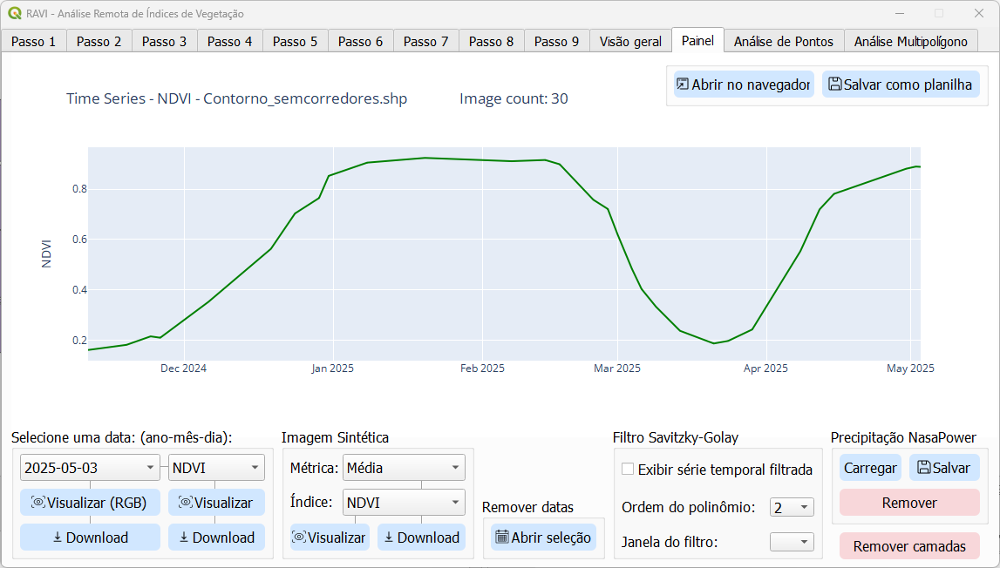 RAVI - Análise Remota de Índices de Vegetação
Passo 1 Passo 2 Passo 3 Passo 4 Passo 5 Passo 6 Passo 7 Passo 8 Passo 9 Visão geral Painel Análise de Pontos Análise Multipolígono
Abrir no navegador Salvar como planilha
Time Series - NDVI - Contorno_semcorredores.shp Image count: 30
NDVI
0.8
0.6
0.4
0.2
Dec 2024 Jan 2025 Feb 2025 Mar 2025 Apr 2025 May 2025
Selecione uma data: (ano-mês-dia):
2025-05-03 NDVI
Visualizar (RGB) Visualizar
Download Download
Imagem Sintética
Métrica: Média
Índice: NDVI
Visualizar Download
Remover datas
Abrir seleção
Filtro Savitzky-Golay
Exibir série temporal filtrada
Ordem do polinômio: 2
Janela do filtro:
Precipitação NasaPower
Carregar Salvar
Remover
Remover camadas